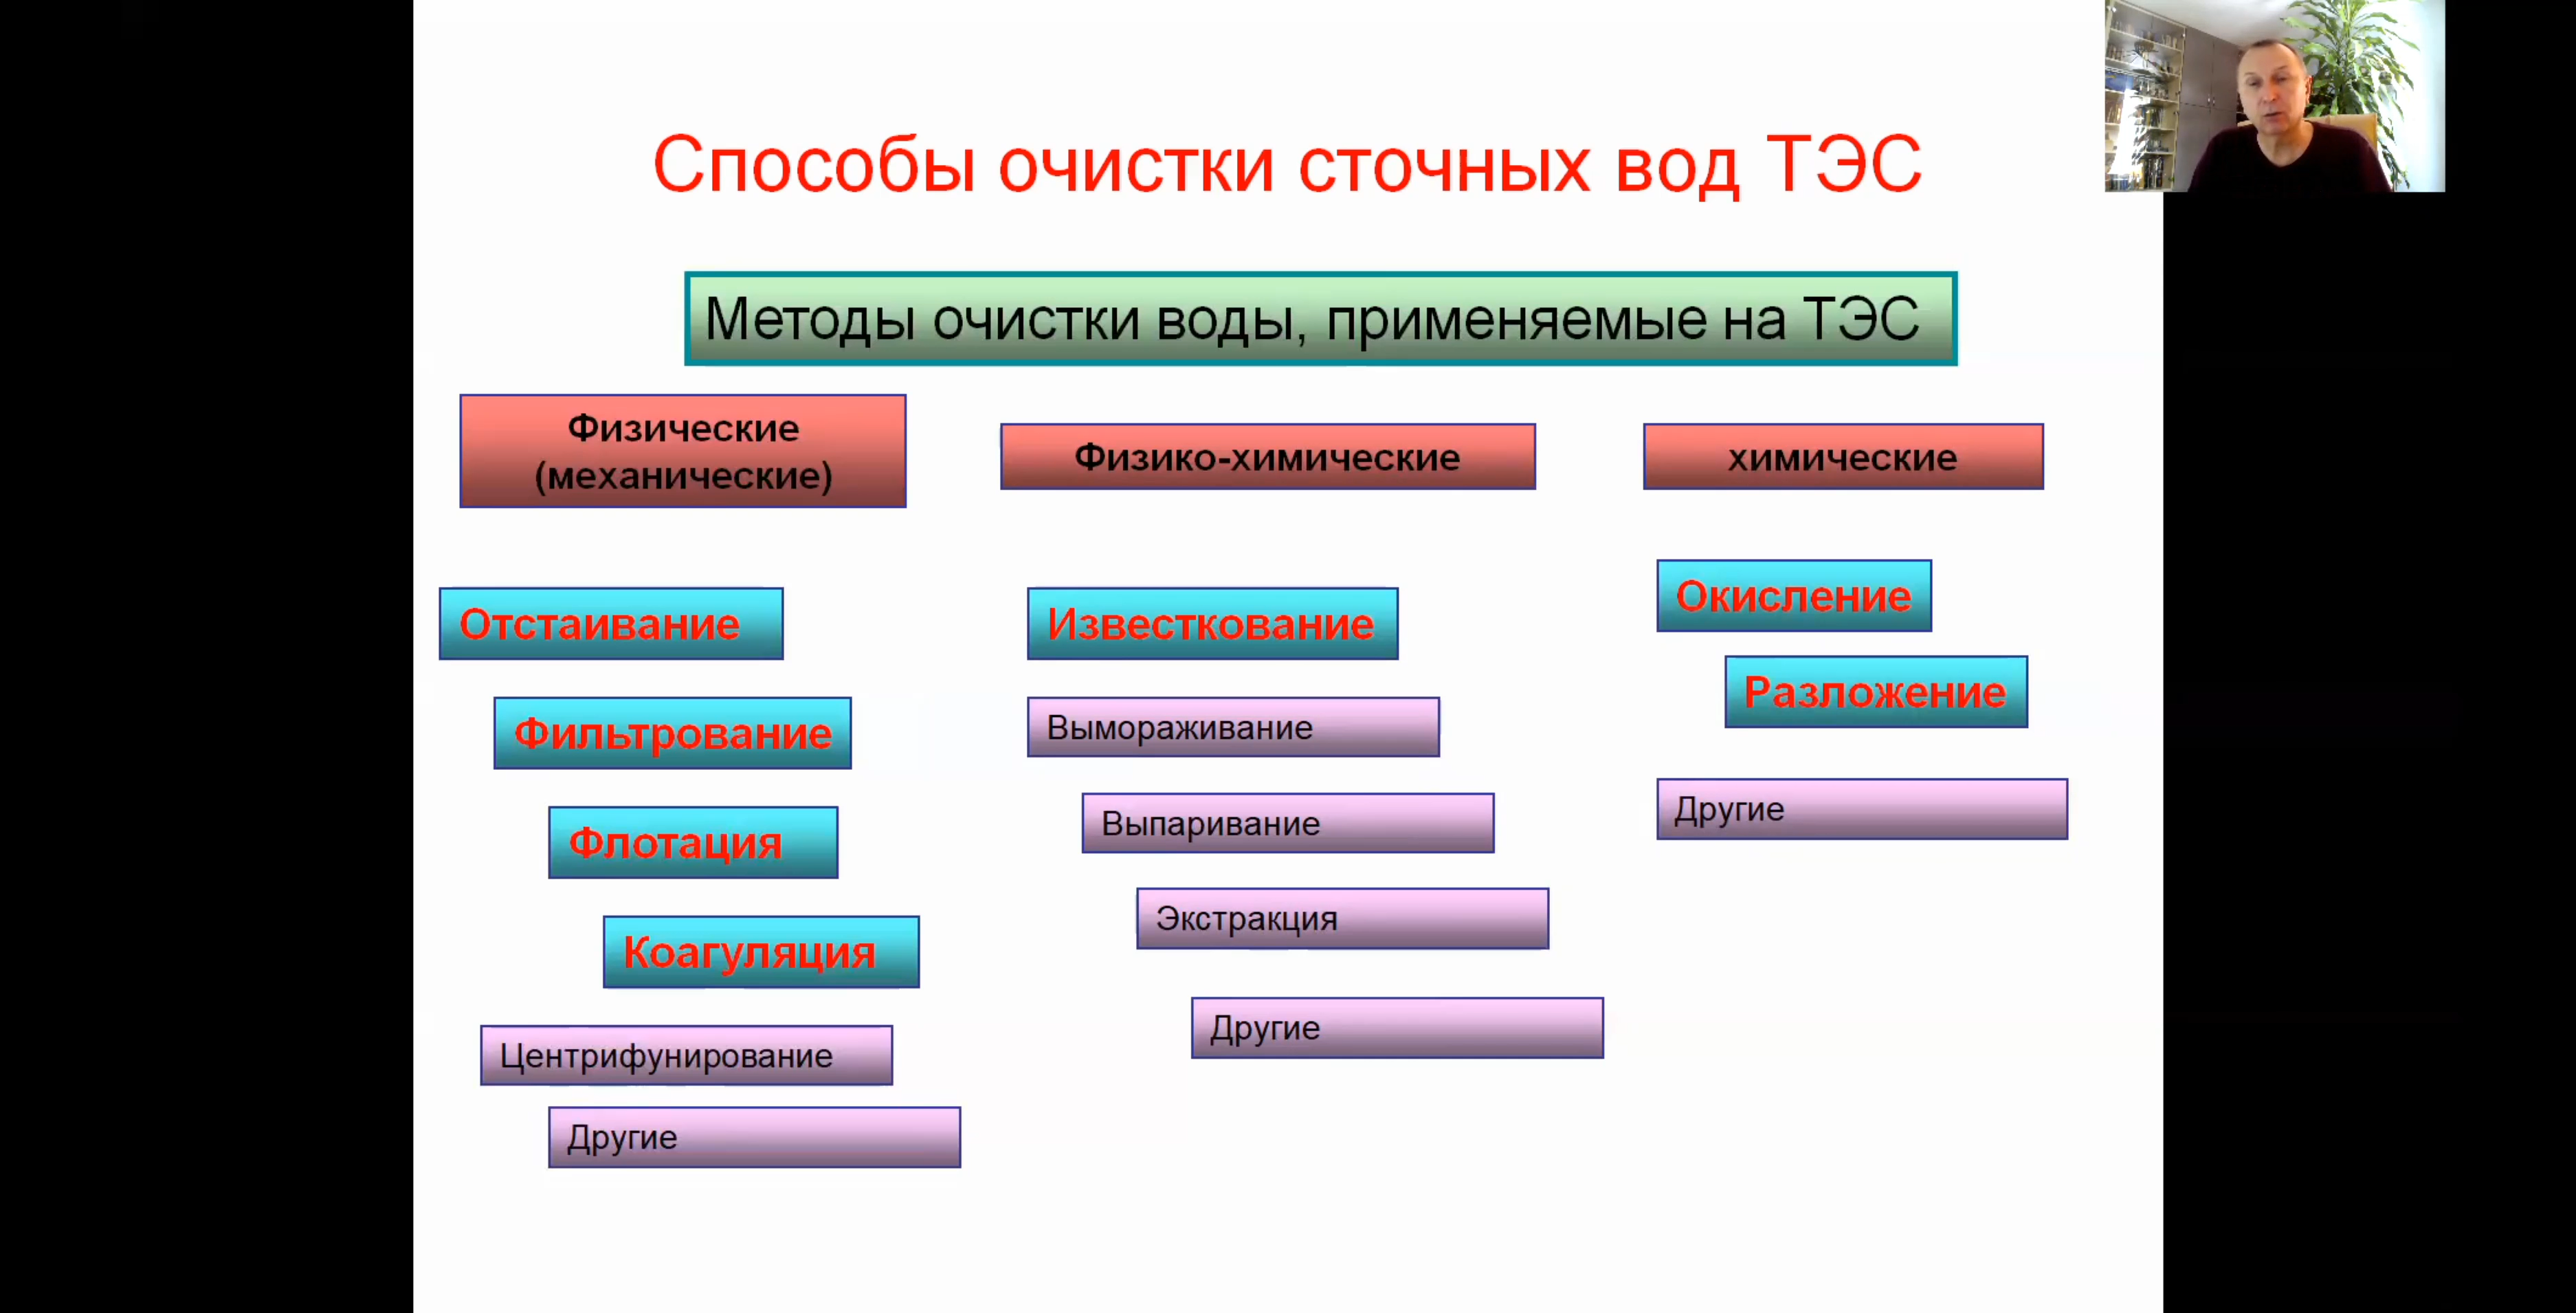 Способы очистки сточных вод ТЭС
Методы очистки воды, применяемые на ТЭС
Физические
(механические)
Физико-химические
химические
Отстаивание
Фильтрование
Флотация
Коагуляция
Центрифунирование
Другие
Известкование
Вымораживание
Выпаривание
Экстракция
Другие
Окисление
Разложение
Другие